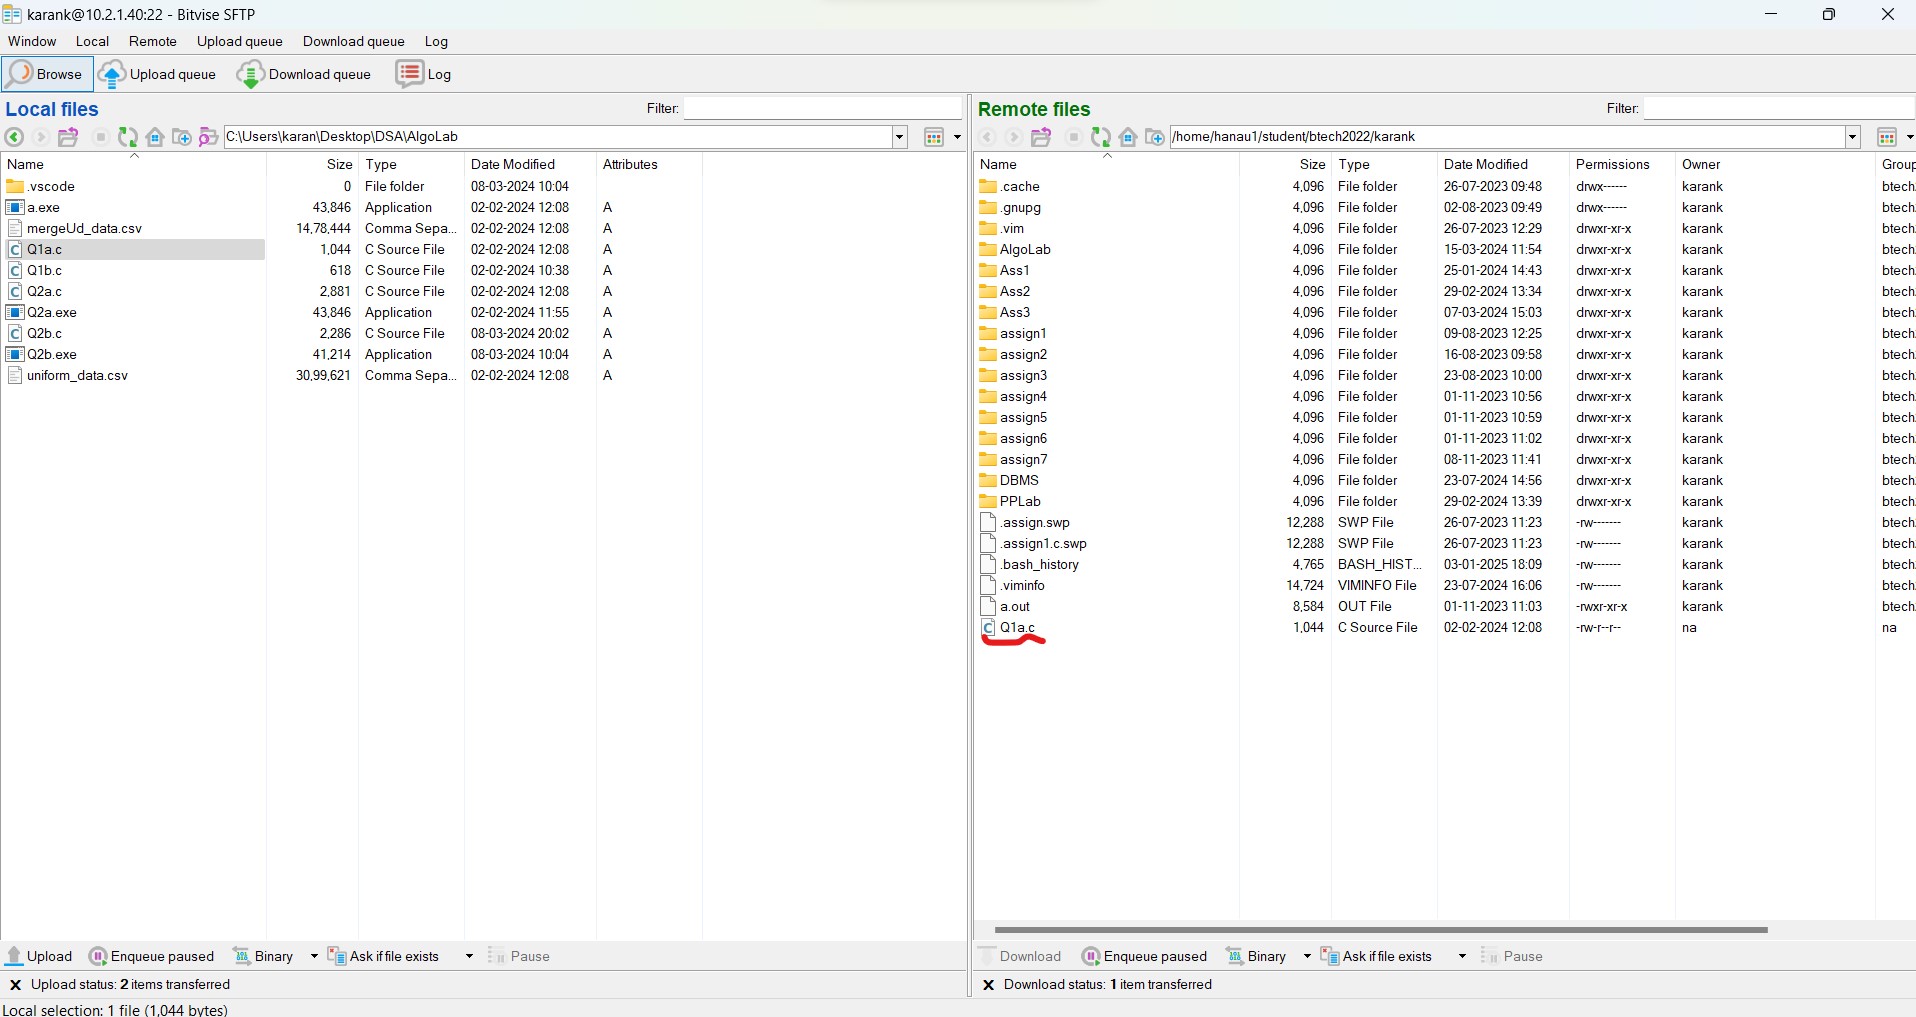 karank@10.2.1.40:22 - Bitvise SFTP
Window Local Remote Upload queue Download queue Log
Browse Upload queue Download queue Log
Local files Filter:
C:\Users\karan\Desktop\DSA\AlgoLab
Name Size Type Date Modified Attributes
.vscode 0 File folder 08-03-2024 10:04
a.exe 43,846 Application 02-02-2024 12:08 A
mergeUd_data.csv 14,78,444 Comma Sepa... 02-02-2024 12:08 A
Q1a.c 1,044 C Source File 02-02-2024 12:08 A
Q1b.c 618 C Source File 02-02-2024 10:38 A
Q2a.c 2,881 C Source File 02-02-2024 12:08 A
Q2a.exe 43,846 Application 02-02-2024 11:55 A
Q2b.c 2,286 C Source File 08-03-2024 20:02 A
Q2b.exe 41,214 Application 08-03-2024 10:04 A
uniform_data.csv 30,99,621 Comma Sepa... 02-02-2024 12:08 A
Upload Enqueue paused Binary Ask if file exists Pause
Upload status: 2 items transferred
Local selection: 1 file (1,044 bytes)
Remote files Filter:
/home/hanau1/student/btech2022/karank
Name Size Type Date Modified Permissions Owner Group
.cache 4,096 File folder 26-07-2023 09:48 drwx------ karank btech
.gnupg 4,096 File folder 02-08-2023 09:49 drwx------ karank btech
.vim 4,096 File folder 26-07-2023 12:29 drwxr-xr-x karank btech
AlgoLab 4,096 File folder 15-03-2024 11:54 drwxr-xr-x karank btech
Ass1 4,096 File folder 25-01-2024 14:43 drwxr-xr-x karank btech
Ass2 4,096 File folder 29-02-2024 13:34 drwxr-xr-x karank btech
Ass3 4,096 File folder 07-03-2024 15:03 drwxr-xr-x karank btech
assign1 4,096 File folder 09-08-2023 12:25 drwxr-xr-x karank btech
assign2 4,096 File folder 16-08-2023 09:58 drwxr-xr-x karank btech
assign3 4,096 File folder 23-08-2023 10:00 drwxr-xr-x karank btech
assign4 4,096 File folder 01-11-2023 10:56 drwxr-xr-x karank btech
assign5 4,096 File folder 01-11-2023 10:59 drwxr-xr-x karank btech
assign6 4,096 File folder 01-11-2023 11:02 drwxr-xr-x karank btech
assign7 4,096 File folder 08-11-2023 11:41 drwxr-xr-x karank btech
DBMS 4,096 File folder 23-07-2024 14:56 drwxr-xr-x karank btech
PPLab 4,096 File folder 29-02-2024 13:39 drwxr-xr-x karank btech
.assign.swp 12,288 SWP File 26-07-2023 11:23 -rw------- karank btech
.assign1.c.swp 12,288 SWP File 26-07-2023 11:23 -rw------- karank btech
.bash_history 4,765 BASH_HIST... 03-01-2025 18:09 -rw------- karank btech
.viminfo 14,724 VIMINFO File 23-07-2024 16:06 -rw------- karank btech
a.out 8,584 OUT File 01-11-2023 11:03 -rwxr-xr-x karank btech
Q1a.c 1,044 C Source File 02-02-2024 12:08 -rw-r--r-- na na
Download Enqueue paused Binary Ask if file exists Pause
Download status: 1 item transferred